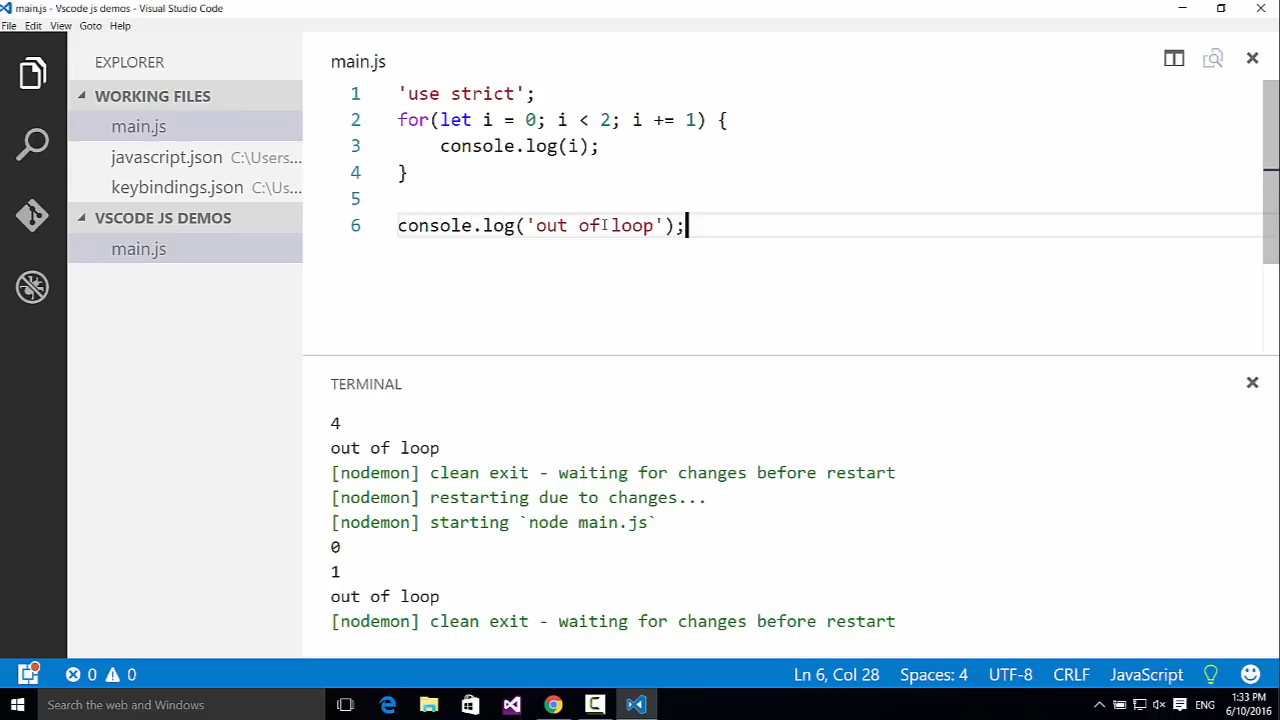 main.js - Vscode js demos - Visual Studio Code
File Edit View Goto Help
EXPLORER
WORKING FILES
main.js
javascript.json C:\Users...
keybindings.json C:\Us...
VSCODE JS DEMOS
main.js
main.js
1 'use strict';
2 for(let i = 0; i < 2; i += 1) {
3 console.log(i);
4 }
5
6 console.log('out of loop');
TERMINAL
4
out of loop
[nodemon] clean exit - waiting for changes before restart
[nodemon] restarting due to changes...
[nodemon] starting `node main.js`
0
1
out of loop
[nodemon] clean exit - waiting for changes before restart
0 0 Ln 6, Col 28 Spaces: 4 UTF-8 CRLF JavaScript
Search the web and Windows
ENG
1:33 PM
6/10/2016